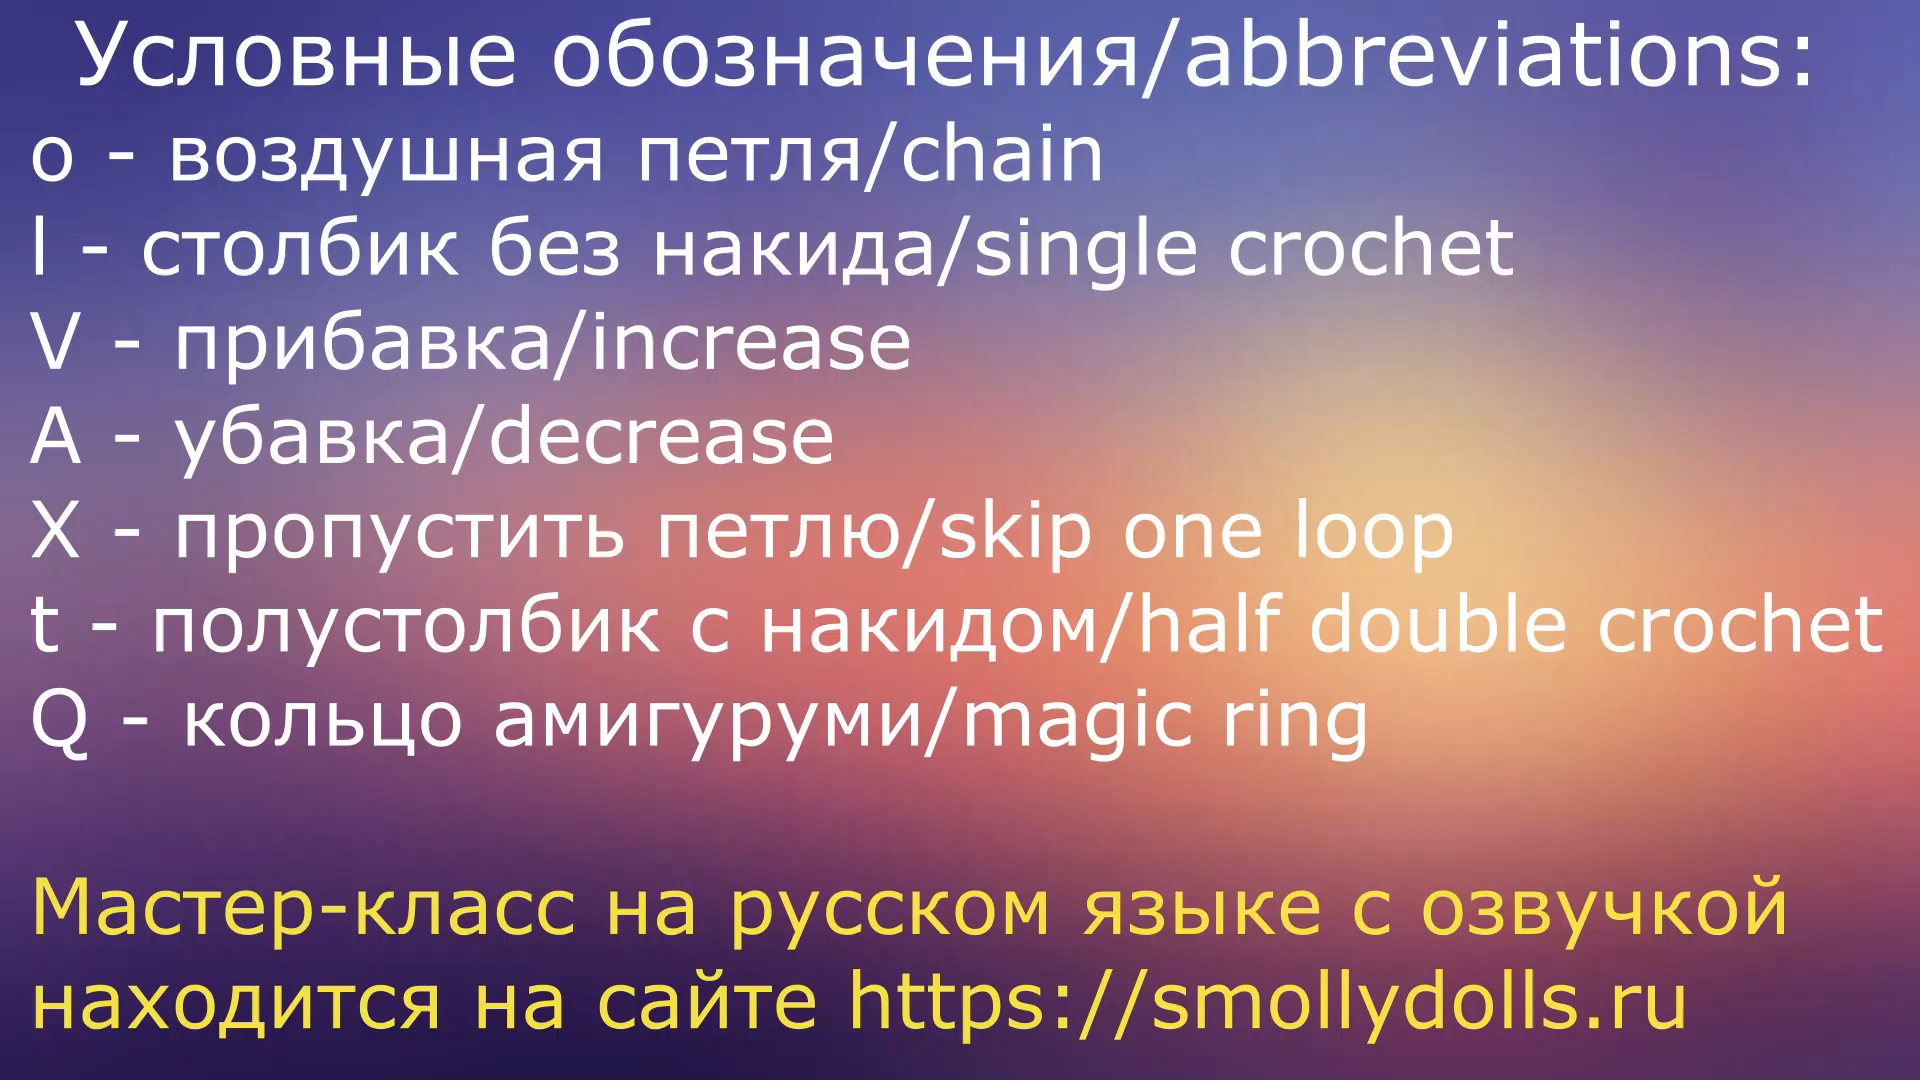 Условные обозначения/abbreviations:
o - воздушная петля/chain
l - столбик без накида/single crochet
V - прибавка/increase
A - убавка/decrease
X - пропустить петлю/skip one loop
t - полустолбик с накидом/half double crochet
Q - кольцо амигуруми/magic ring
Мастер-класс на русском языке с озвучкой
находится на сайте https://smollydolls.ru